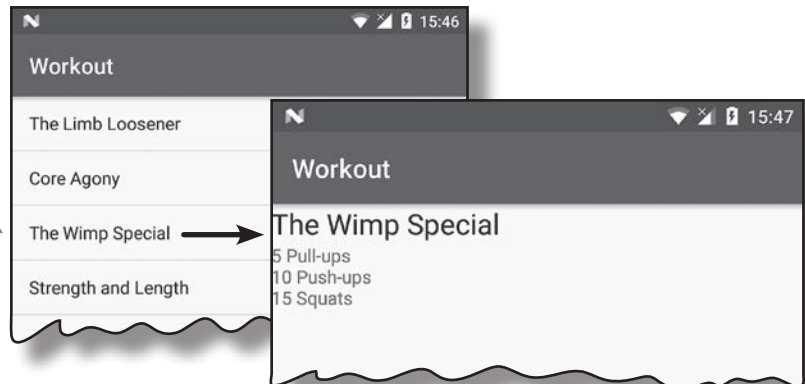 15:46
Workout
The Limb Loosener
Core Agony
The Wimp Special
Strength and Length
15:47
Workout
The Wimp Special
5 Pull-ups
10 Push-ups
15 Squats